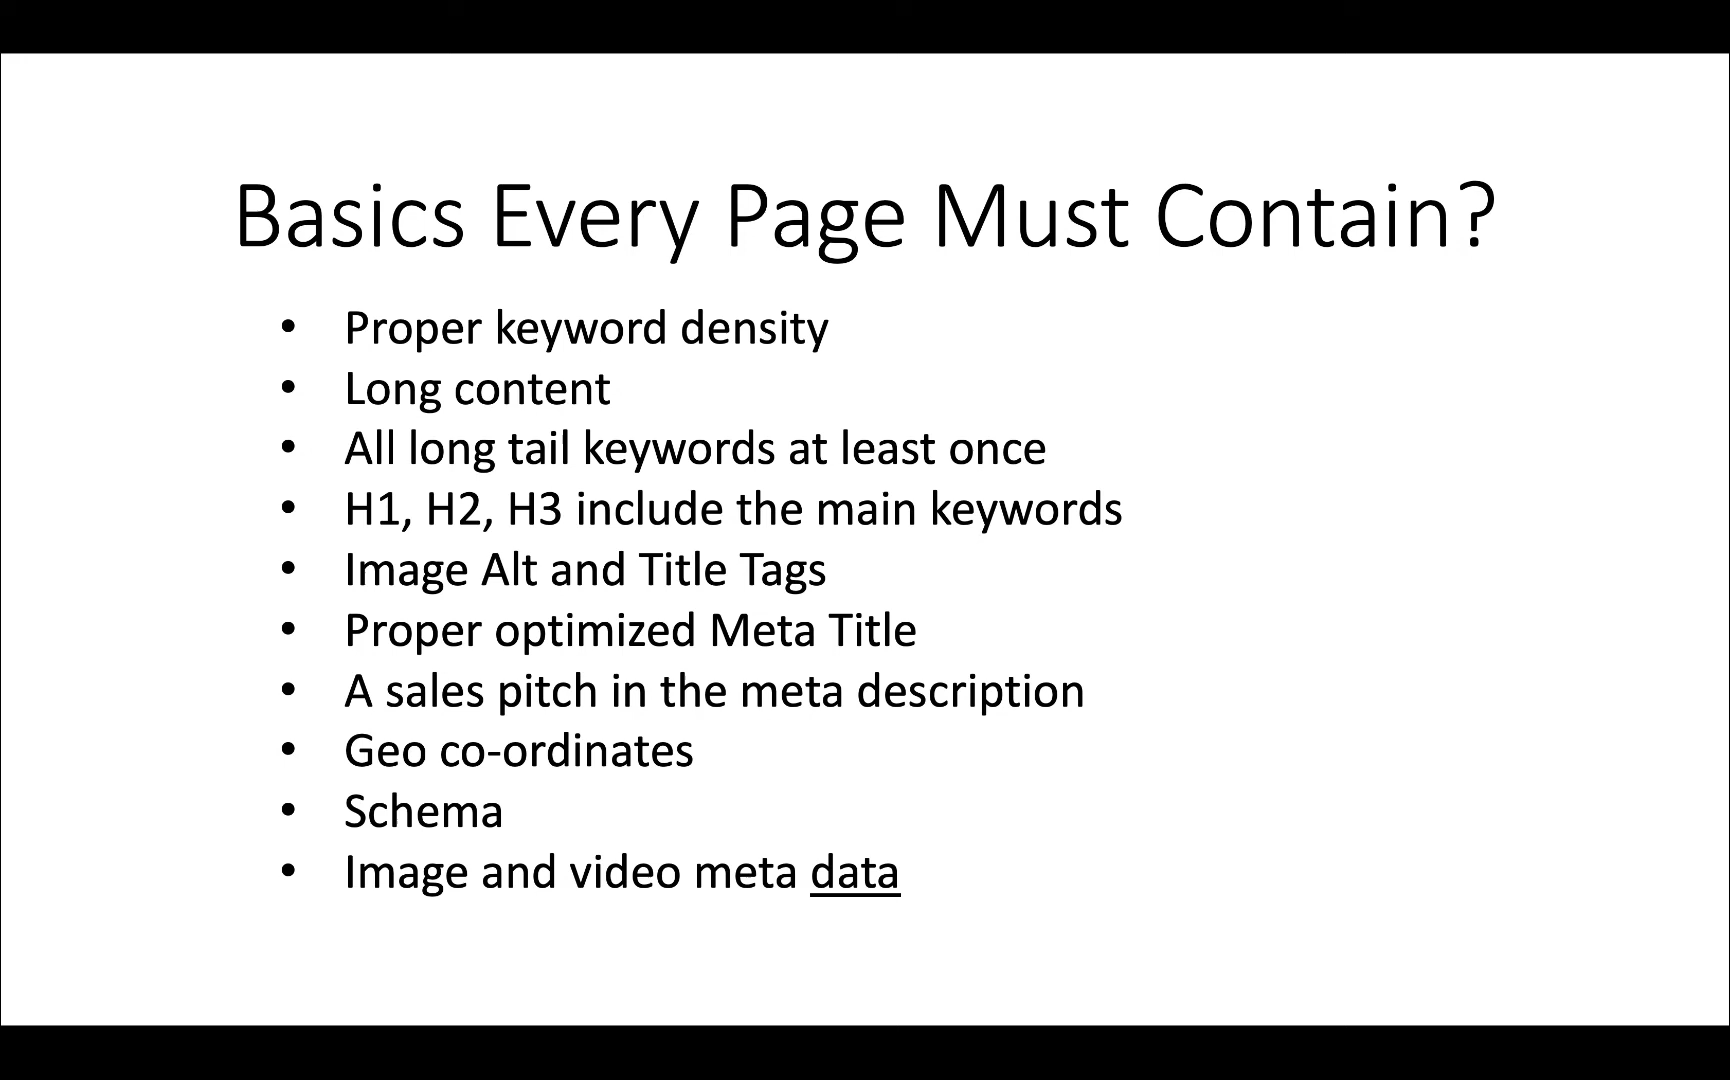 Basics Every Page Must Contain?
• Proper keyword density
• Long content
• All long tail keywords at least once
• H1, H2, H3 include the main keywords
• Image Alt and Title Tags
• Proper optimized Meta Title
• A sales pitch in the meta description
• Geo co-ordinates
• Schema
• Image and video meta data